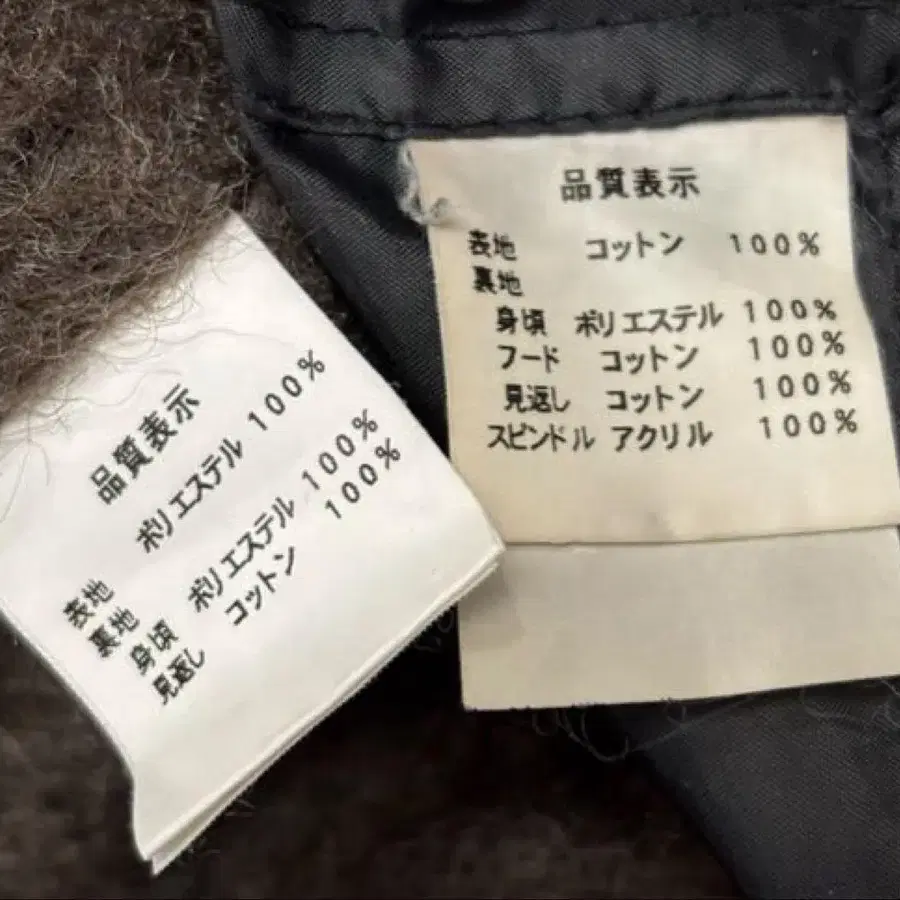 品質表示
表地 ポリエステル 100%
裏地
身頃 ポリエステル 100%
見返し コットン 100%
品質表示
表地 コットン 100%
裏地
身頃 ポリエステル 100%
フード コットン 100%
見返し コットン 100%
スピンドル アクリル 100%